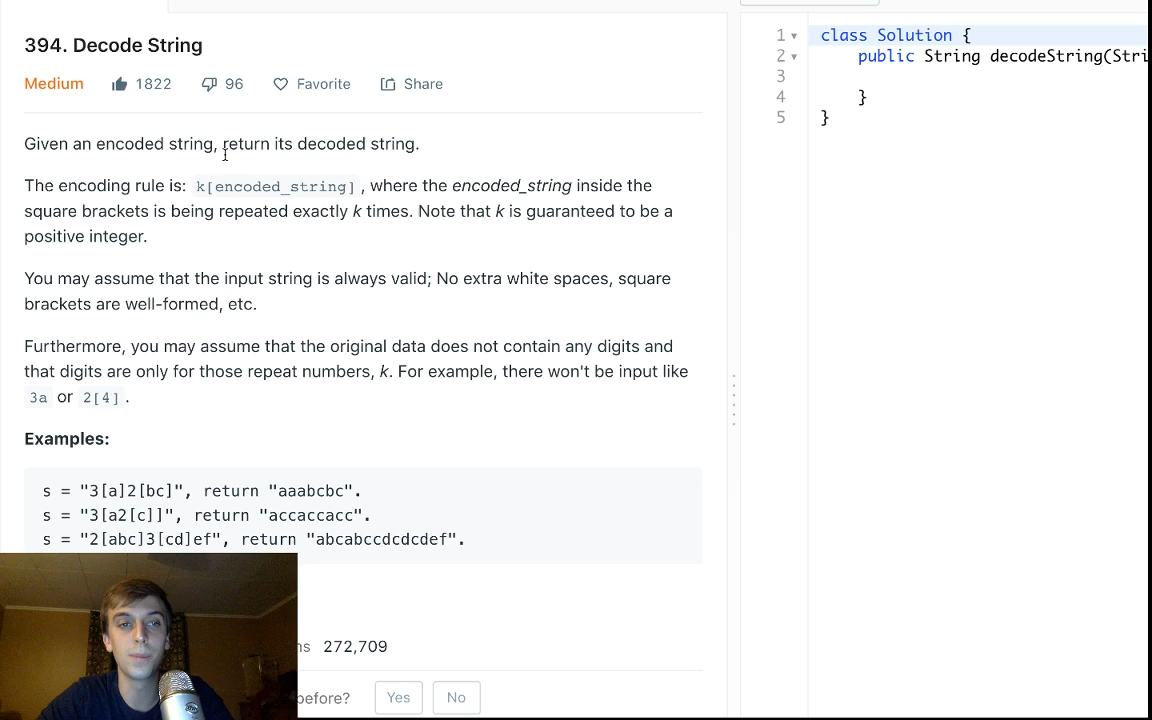 394. Decode String
Medium 1822 96 Favorite Share
Given an encoded string, return its decoded string.
The encoding rule is: k[encoded_string], where the encoded_string inside the
square brackets is being repeated exactly k times. Note that k is guaranteed to be a
positive integer.
You may assume that the input string is always valid; No extra white spaces, square
brackets are well-formed, etc.
Furthermore, you may assume that the original data does not contain any digits and
that digits are only for those repeat numbers, k. For example, there won't be input like
3a or 2[4].
Examples:
s = "3[a]2[bc]", return "aaabcbc".
s = "3[a2[c]]", return "accaccacc".
s = "2[abc]3[cd]ef", return "abcabccdcdcdef".
272,709
before? Yes No
1 class Solution {
2 public String decodeString(Stri
3
4 }
5 }